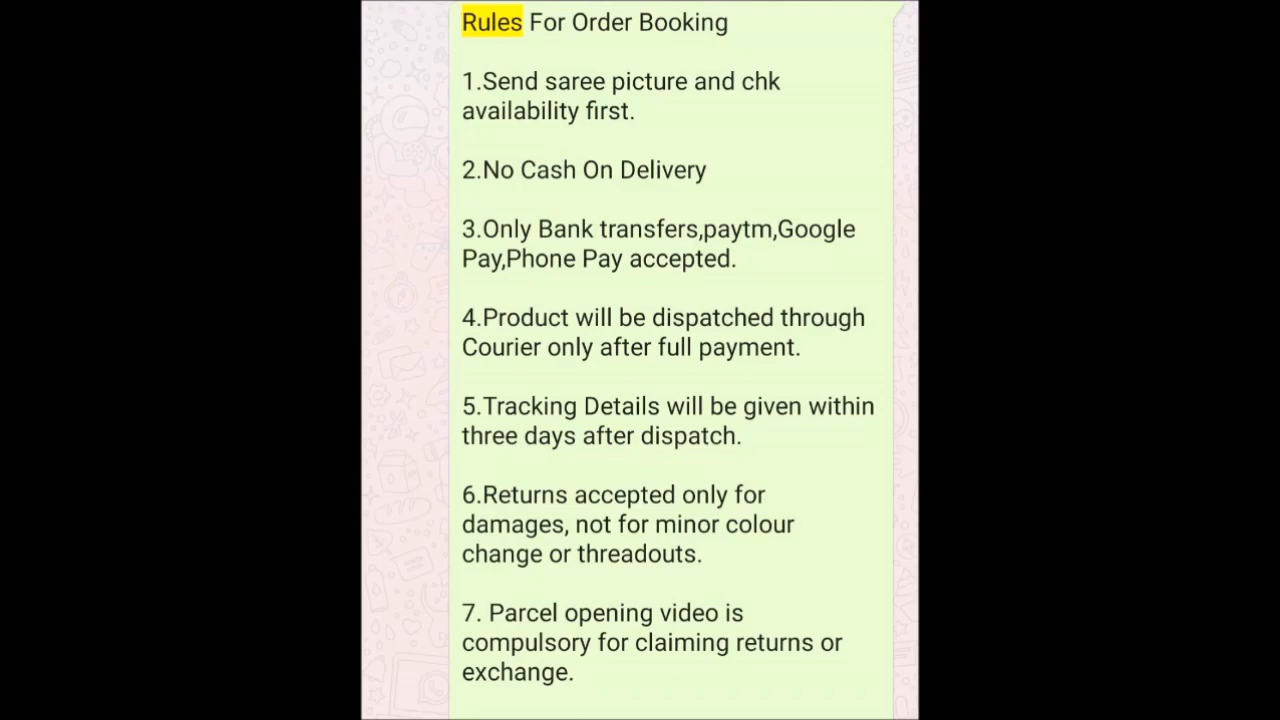 Rules For Order Booking
1.Send saree picture and chk
availability first.
2.No Cash On Delivery
3.Only Bank transfers,paytm,Google
Pay,Phone Pay accepted.
4.Product will be dispatched through
Courier only after full payment.
5.Tracking Details will be given within
three days after dispatch.
6.Returns accepted only for
damages, not for minor colour
change or threadouts.
7. Parcel opening video is
compulsory for claiming returns or
exchange.